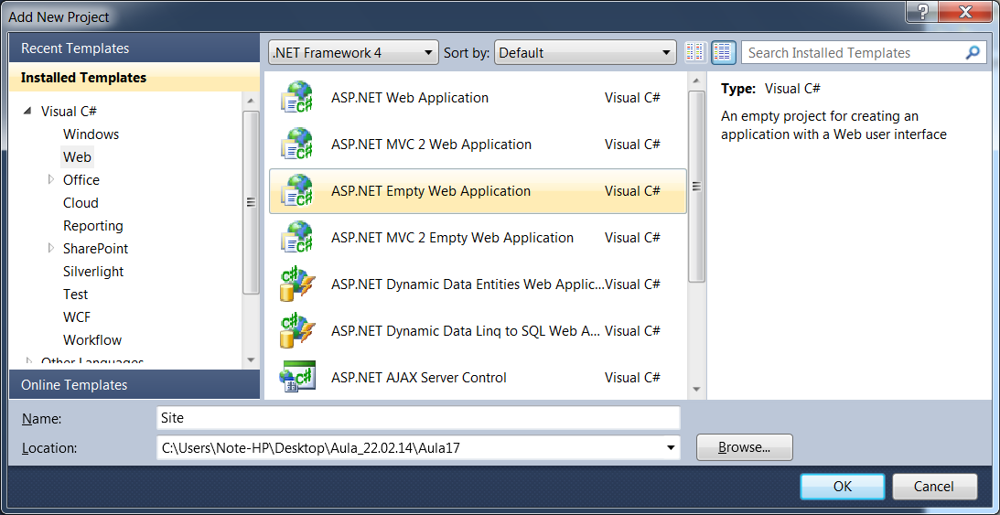 Add New Project
Recent Templates
Installed Templates
Visual C#
Windows
Web
Office
Cloud
Reporting
SharePoint
Silverlight
Test
WCF
Workflow
Other Languages
Online Templates
.NET Framework 4
Sort by: Default
Search Installed Templates
ASP.NET Web Application Visual C#
ASP.NET MVC 2 Web Application Visual C#
ASP.NET Empty Web Application Visual C#
ASP.NET MVC 2 Empty Web Application Visual C#
ASP.NET Dynamic Data Entities Web Applic... Visual C#
ASP.NET Dynamic Data Linq to SQL Web A... Visual C#
ASP.NET AJAX Server Control Visual C#
Type: Visual C#
An empty project for creating an
application with a Web user interface
Name: Site
Location: C:\Users\Note-HP\Desktop\Aula_22.02.14\Aula17
Browse...
OK Cancel